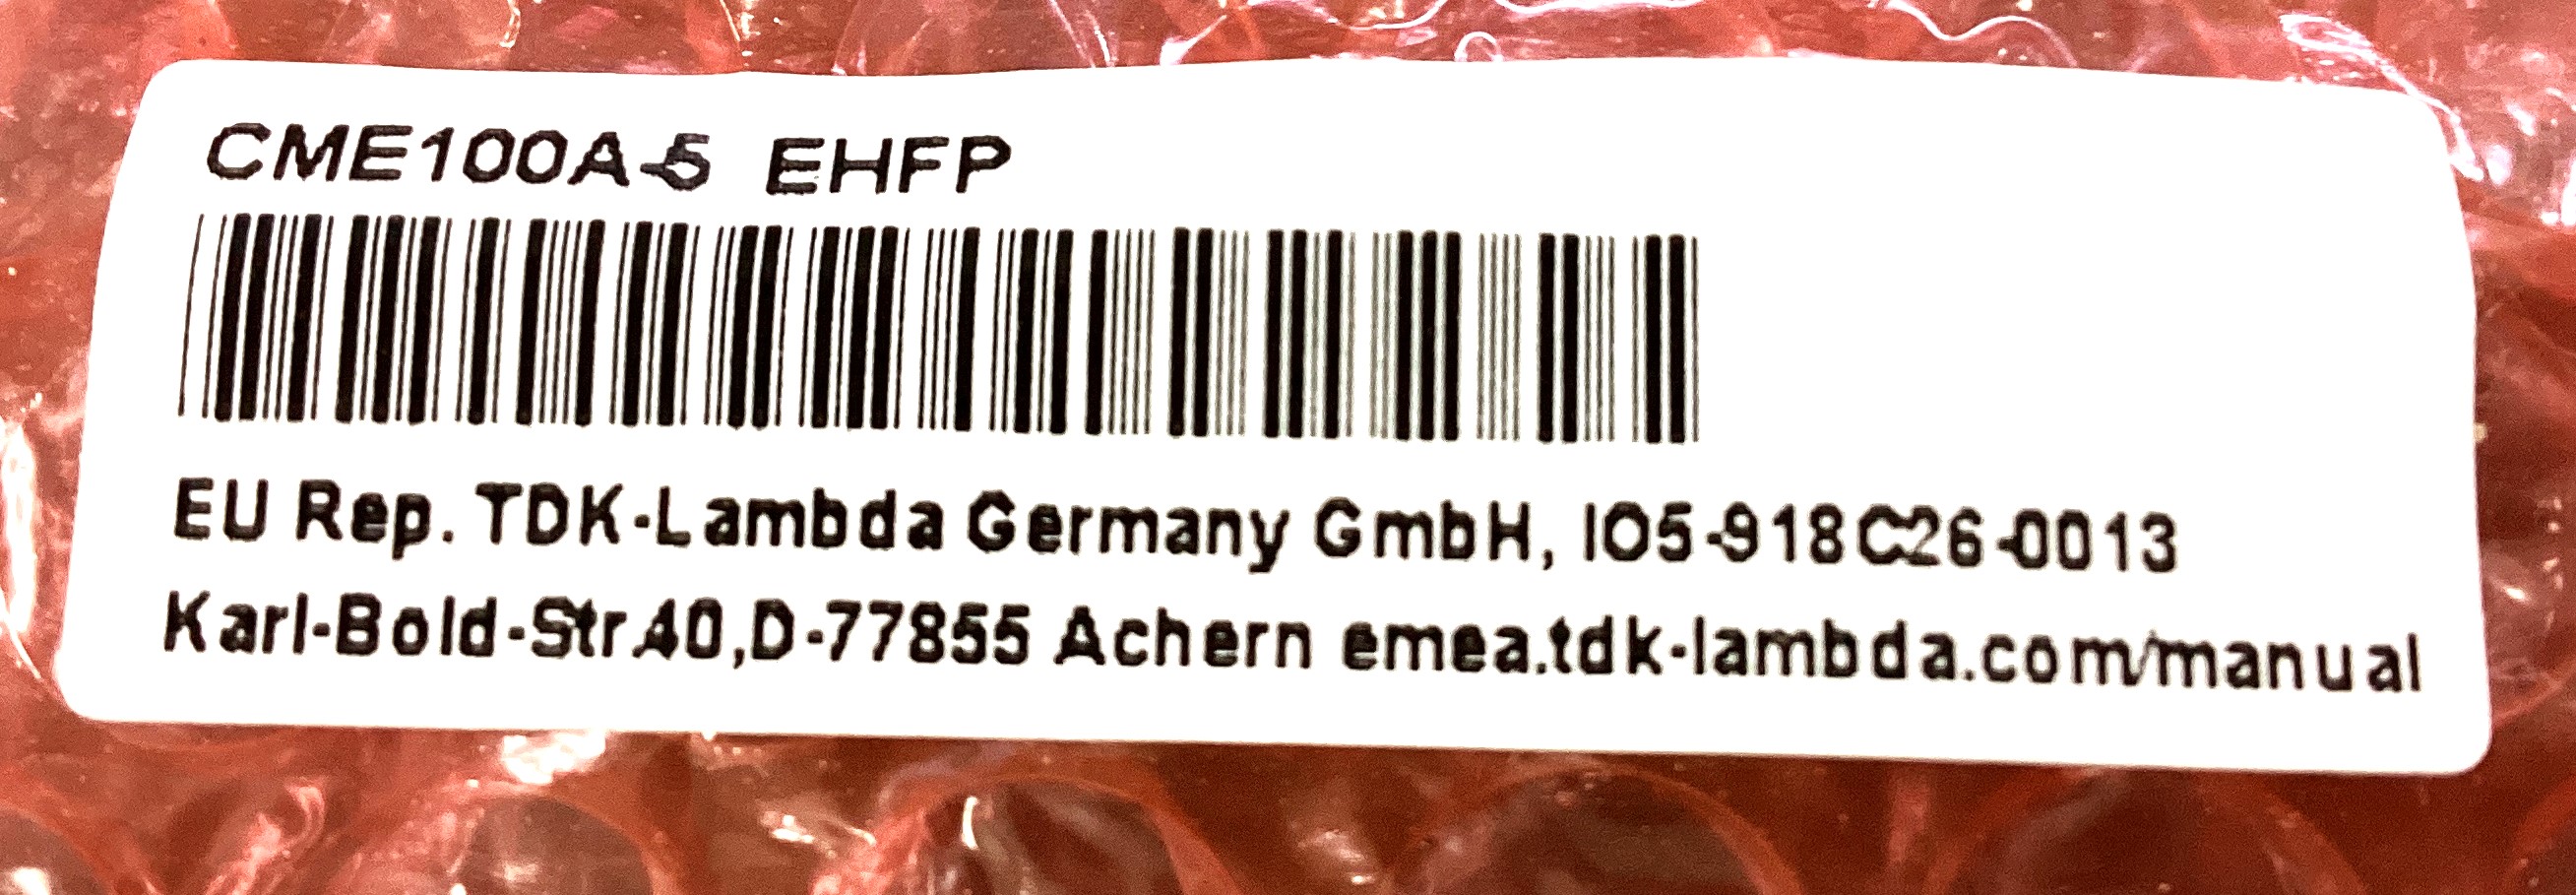 CME100A-5 EHFP
EU Rep. TDK-Lambda Germany GmbH, IO5-918C26-0013
Karl-Bold-Str.40,D-77855 Achern emea.tdk-lambda.com/manual